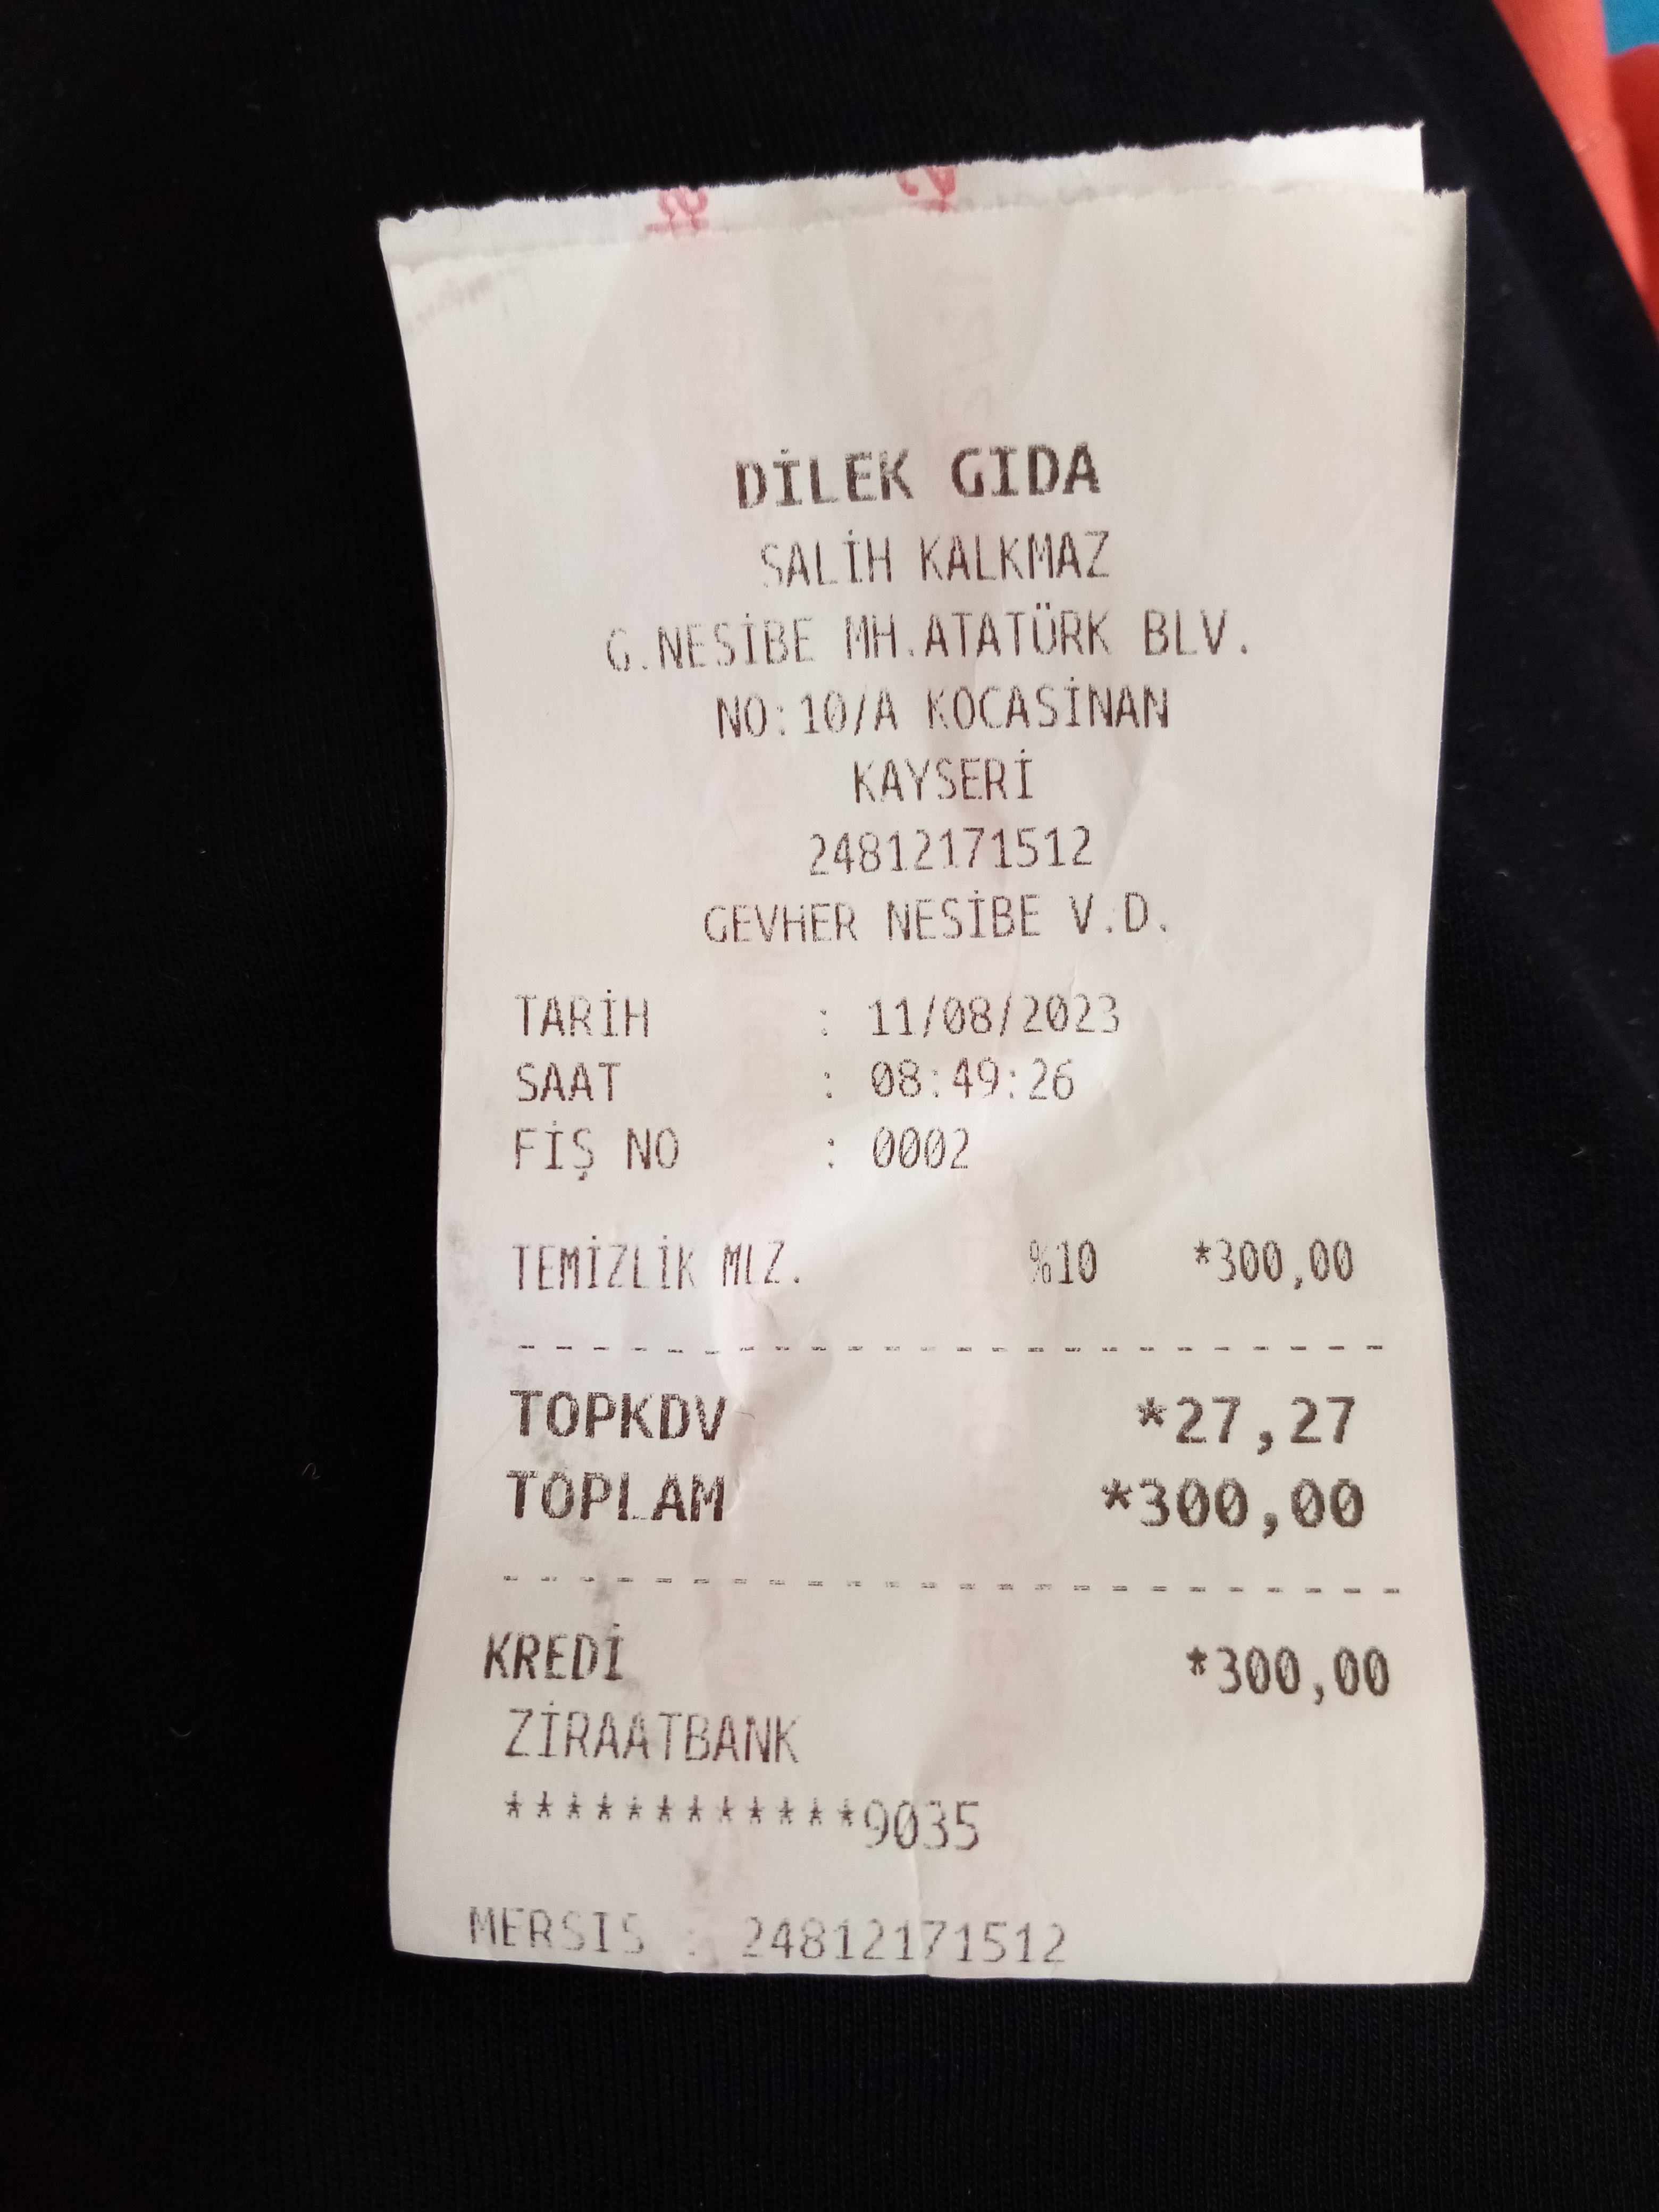 DİLEK GIDA
SALİH KALKMAZ
G.NESİBE MH.ATATÜRK BLV.
NO:10/A KOCASİNAN
KAYSERİ
24812171512
GEVHER NESİBE V.D.
TARİH : 11/08/2023
SAAT : 08:49:26
FİŞ NO : 0002
TEMİZLİK MLZ. %10 *300,00
TOPKDV *27,27
TOPLAM *300,00
KREDİ *300,00
ZİRAATBANK
************9035
MERSIS : 24812171512